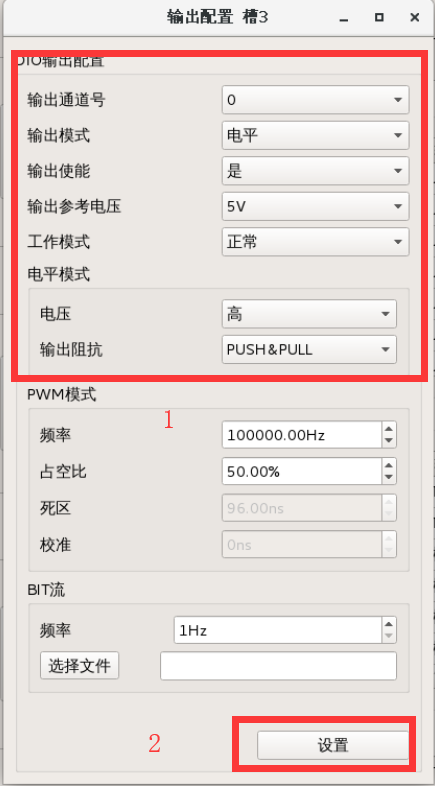 输出配置 槽3
DIO输出配置
输出通道号 0
输出模式 电平
输出使能 是
输出参考电压 5V
工作模式 正常
电平模式
电压 高
输出阻抗 PUSH&PULL
PWM模式
1
频率 100000.00Hz
占空比 50.00%
死区 96.00ns
校准 0ns
BIT流
频率 1Hz
选择文件
2 设置